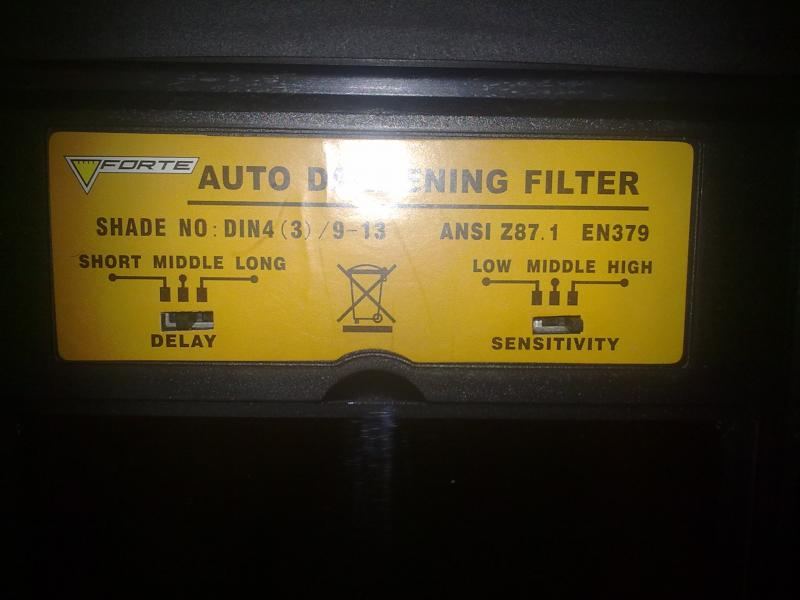 FORTE
AUTO DARKENING FILTER
SHADE NO: DIN4(3)/9-13 ANSI Z87.1 EN379
SHORT MIDDLE LONG
LOW MIDDLE HIGH
DELAY
SENSITIVITY